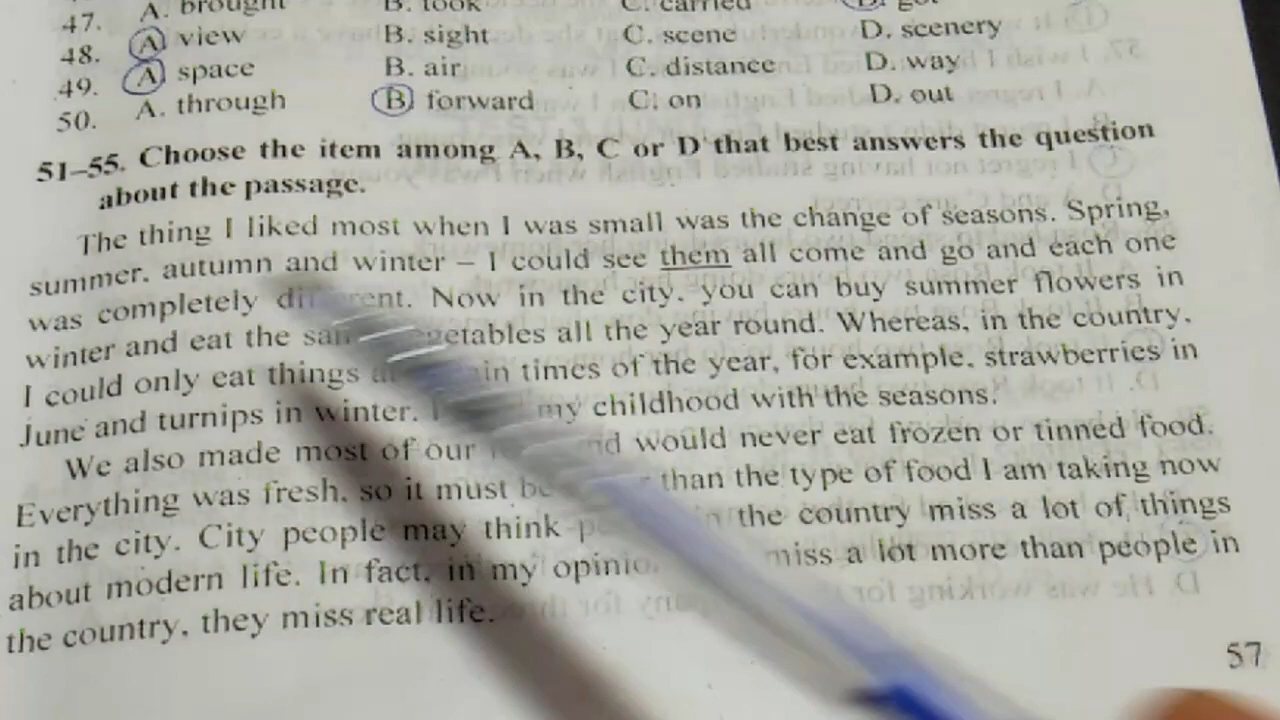 47. A. brought B. took C. carried D. got
48. A view B. sight C. scene D. scenery
49. A space B. air C. distance D. way
50. A. through B forward C. on D. out
51–55. Choose the item among A, B, C or D that best answers the question
about the passage.
The thing I liked most when I was small was the change of seasons. Spring,
summer, autumn and winter – I could see them all come and go and each one
was completely different. Now in the city, you can buy summer flowers in
winter and eat the vegetables all the year round. Whereas, in the country,
I could only eat things times of the year, for example, strawberries in
June and turnips in winter. my childhood with the seasons.
We also made most of our would never eat frozen or tinned food.
Everything was fresh, so it must be than the type of food I am taking now
in the city. City people may think the country miss a lot of things
about modern life. In fact, in my opinion miss a lot more than people in
the country, they miss real life.
57